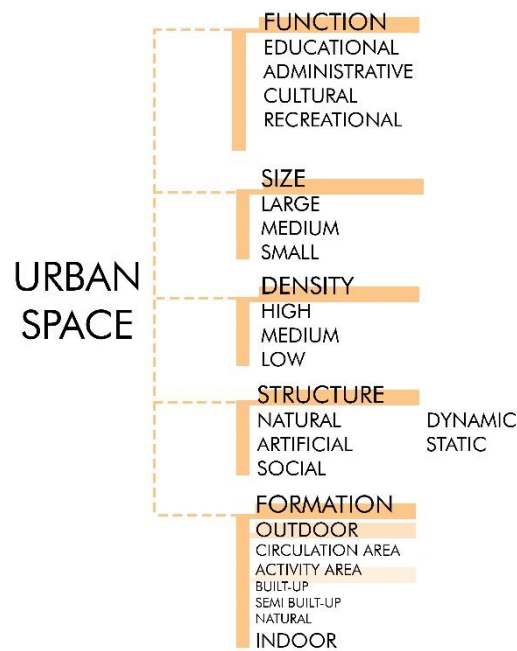 URBAN
SPACE
FUNCTION
EDUCATIONAL
ADMINISTRATIVE
CULTURAL
RECREATIONAL
SIZE
LARGE
MEDIUM
SMALL
DENSITY
HIGH
MEDIUM
LOW
STRUCTURE
NATURAL DYNAMIC
ARTIFICIAL STATIC
SOCIAL
FORMATION
OUTDOOR
CIRCULATION AREA
ACTIVITY AREA
BUILT-UP
SEMI BUILT-UP
NATURAL
INDOOR